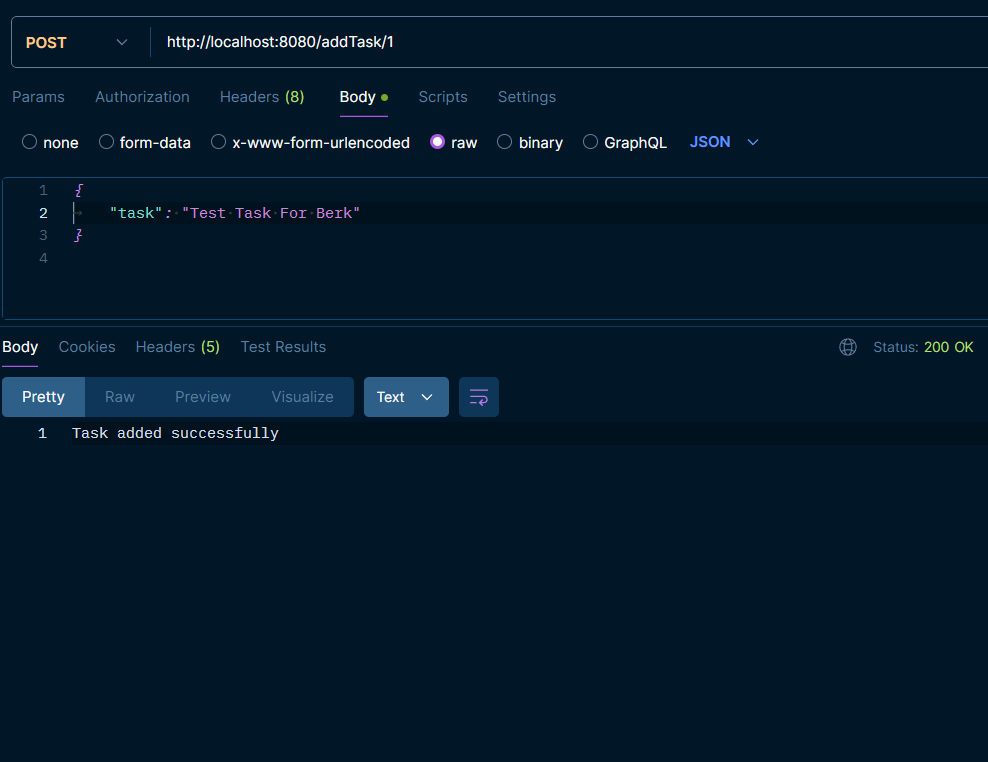 POST http://localhost:8080/addTask/1
Params Authorization Headers (8) Body Scripts Settings
none form-data x-www-form-urlencoded raw binary GraphQL JSON
1 {
2 "task": "Test Task For Berk"
3 }
4
Body Cookies Headers (5) Test Results Status: 200 OK
Pretty Raw Preview Visualize Text
1 Task added successfully